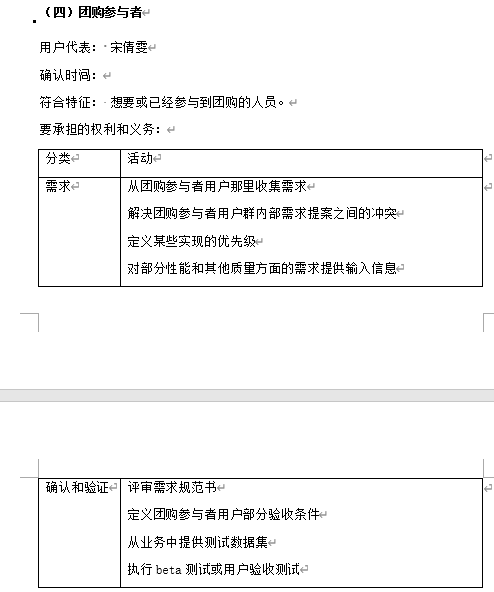 （四）团购参与者
用户代表： 宋倩雯
确认时间：
符合特征： 想要或已经参与到团购的人员。
要承担的权利和义务：
分类 活动
需求 从团购参与者用户那里收集需求
解决团购参与者用户群内部需求提案之间的冲突
定义某些实现的优先级
对部分性能和其他质量方面的需求提供输入信息
确认和验证 评审需求规范书
定义团购参与者用户部分验收条件
从业务中提供测试数据集
执行 beta 测试或用户验收测试